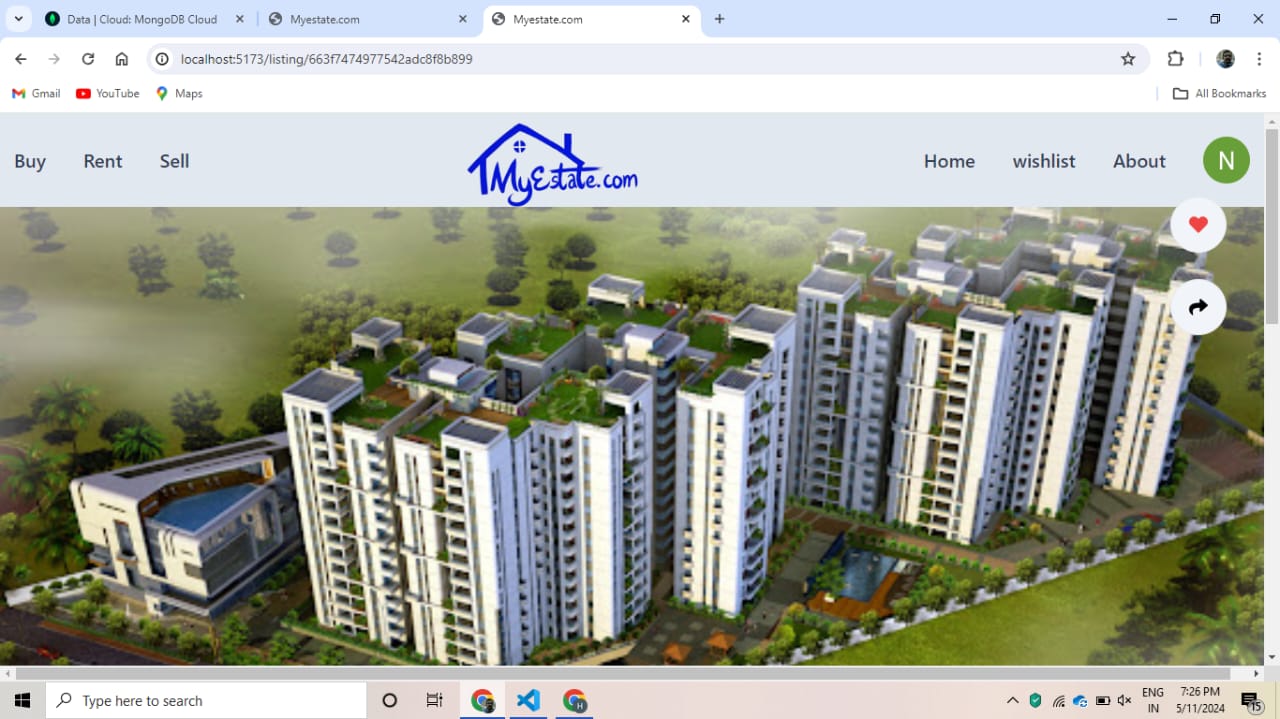 Data | Cloud: MongoDB Cloud
Myestate.com
Myestate.com
localhost:5173/listing/663f7474977542adc8f8b899
Gmail
YouTube
Maps
All Bookmarks
Buy
Rent
Sell
MyEstate.com
Home
wishlist
About
N
Type here to search
H
ENG
IN
7:26 PM
5/11/2024
15